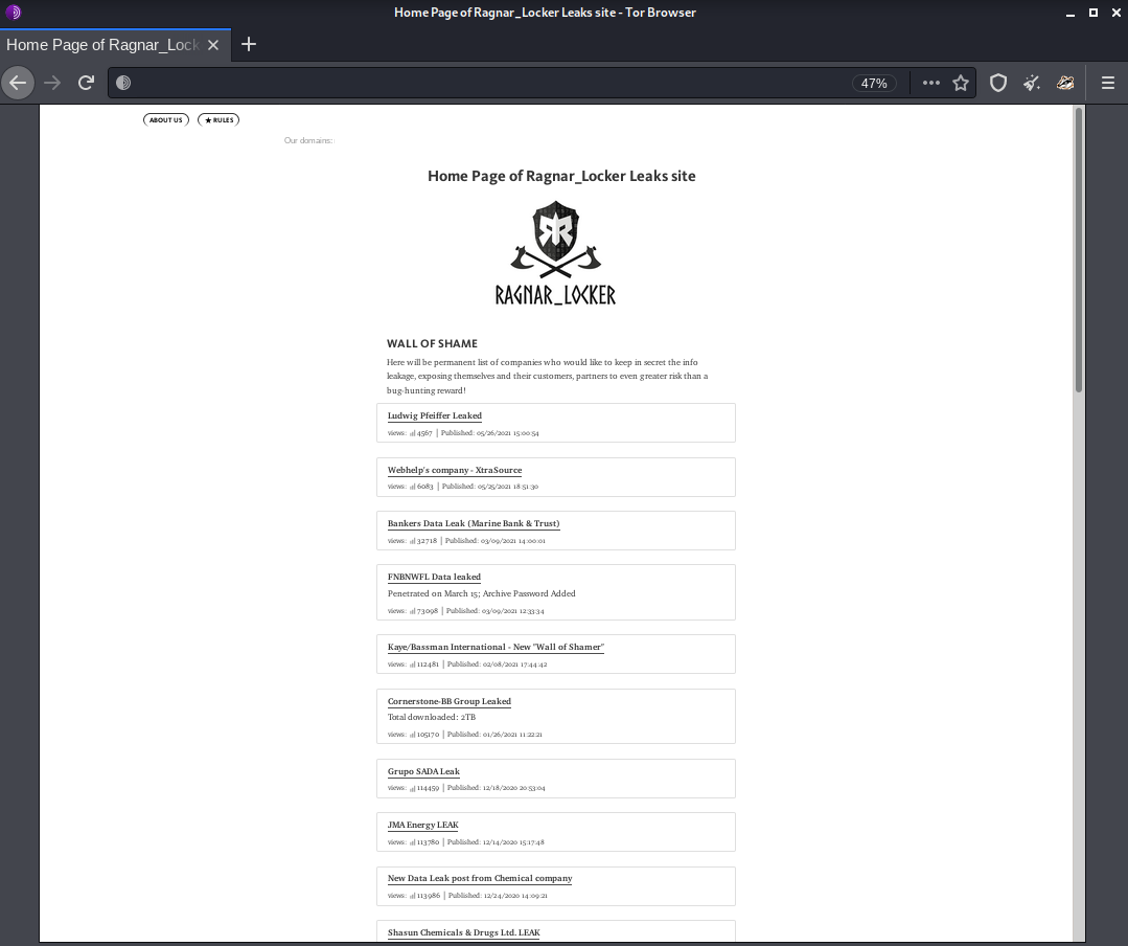 Home Page of Ragnar_Locker Leaks site - Tor Browser
Home Page of Ragnar_Lock
47%
ABOUT US
★ RULES
Our domains:
Home Page of Ragnar_Locker Leaks site
RAGNAR_LOCKER
WALL OF SHAME
Here will be permanent list of companies who would like to keep in secret the info
leakage, exposing themselves and their customers, partners to even greater risk than a
bug-hunting reward!
Ludwig Pfeiffer Leaked
views: 4567 | Published: 05/26/2021 15:00:54
Webhelp's company - XtraSource
views: 6083 | Published: 05/25/2021 18:51:30
Bankers Data Leak (Marine Bank & Trust)
views: 32718 | Published: 03/09/2021 14:00:01
FNBNWFL Data leaked
Penetrated on March 15; Archive Password Added
views: 73098 | Published: 03/09/2021 12:33:34
Kaye/Bassman International - New "Wall of Shamer"
views: 112481 | Published: 02/08/2021 17:44:42
Cornerstone-BB Group Leaked
Total downloaded: 2TB
views: 105170 | Published: 01/26/2021 11:22:21
Grupo SADA Leak
views: 114459 | Published: 12/18/2020 20:53:04
JMA Energy LEAK
views: 113780 | Published: 12/14/2020 15:17:48
New Data Leak post from Chemical company
views: 113986 | Published: 12/24/2020 14:09:21
Shasun Chemicals & Drugs Ltd. LEAK